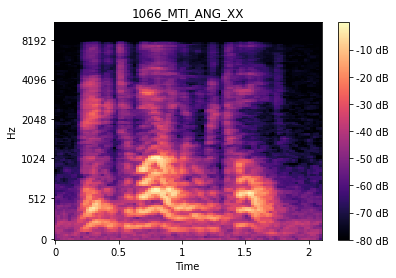 1066_MTI_ANG_XX
8192
4096
2048
1024
512
0
Hz
0
0.5
1
1.5
2
Time
-10 dB
-20 dB
-30 dB
-40 dB
-50 dB
-60 dB
-70 dB
-80 dB